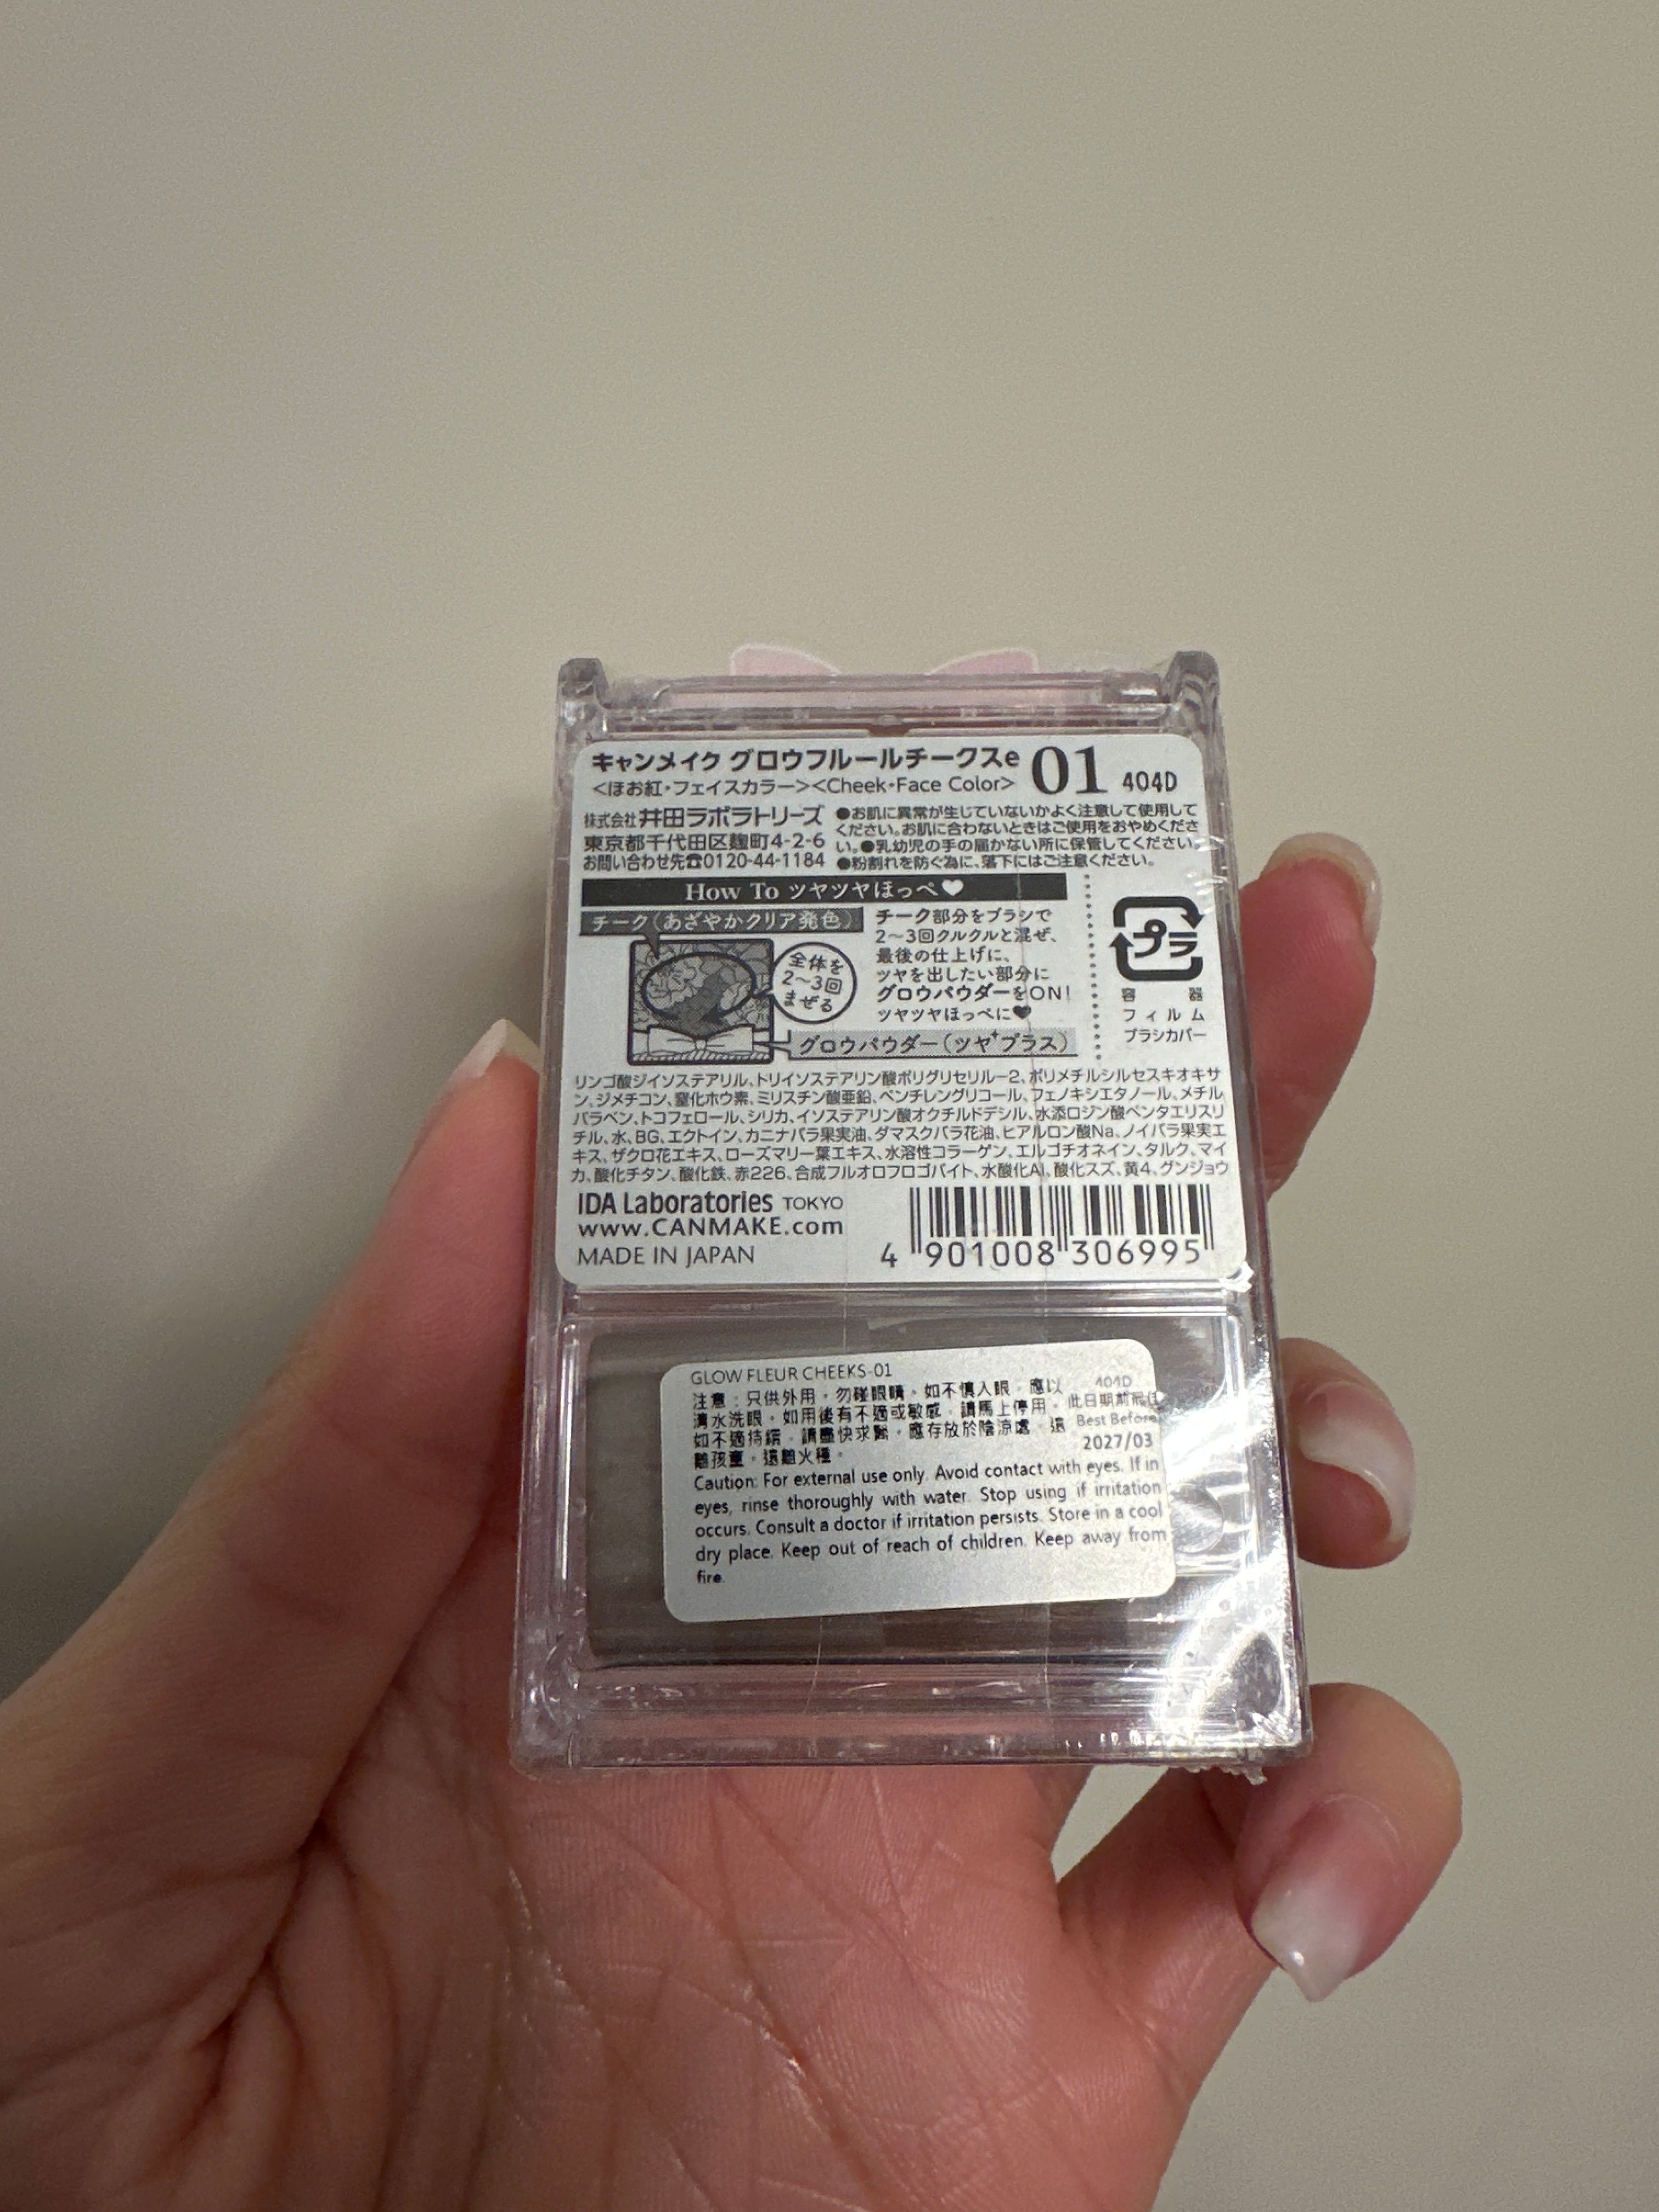 キャンメイク グロウフルールチークスe 01 404D
<ほお紅・フェイスカラー><Cheek・Face Color>
株式会社 井田ラボラトリーズ
東京都千代田区麹町4-2-6
お問い合わせ先☎0120-44-1184
●お肌に異常が生じていないかよく注意して使用して
ください。お肌に合わないときはご使用をおやめくださ
い。●乳幼児の手の届かない所に保管してください。
●粉割れを防ぐ為に、落下にはご注意ください。
How To ツヤツヤほっぺ♥
チーク(あざやかクリア発色)
全体を
2〜3回
まぜる
グロウパウダー(ツヤ+プラス)
チーク部分をブラシで
2〜3回クルクルと混ぜ、
最後の仕上げに、
ツヤを出したい部分に
グロウパウダーをON!
ツヤツヤほっぺに♥
プラ
容器
フィルム
ブラシカバー
リンゴ酸ジイソステアリル、トリイソステアリン酸ポリグリセリル-2、ポリメチルシルセスキオキサ
ン、ジメチコン、窒化ホウ素、ミリスチン酸亜鉛、ペンチレングリコール、フェノキシエタノール、メチル
パラベン、トコフェロール、シリカ、イソステアリン酸オクチルドデシル、水添ロジン酸ペンタエリスリ
チル、水、BG、エクトイン、カニナバラ果実油、ダマスクバラ花油、ヒアルロン酸Na、ノイバラ果実エ
キス、ザクロ花エキス、ローズマリー葉エキス、水溶性コラーゲン、エルゴチオネイン、タルク、マイ
カ、酸化チタン、酸化鉄、赤226、合成フルオロフロゴパイト、水酸化Al、酸化スズ、黄4、グンジョウ
IDA Laboratories TOKYO
www.CANMAKE.com
MADE IN JAPAN
4 901008 306995
GLOW FLEUR CHEEKS-01
注意：只供外用，勿碰眼睛，如不慎入眼，應以
清水洗眼。如用後有不適或敏感，請馬上停用。
如不適持續，請盡快求醫。應存放於陰涼處，遠
離孩童，遠離火種。
404D
此日期前最佳
Best Before
2027/03
Caution: For external use only. Avoid contact with eyes. If in
eyes, rinse thoroughly with water. Stop using if irritation
occurs. Consult a doctor if irritation persists. Store in a cool
dry place. Keep out of reach of children. Keep away from
fire.